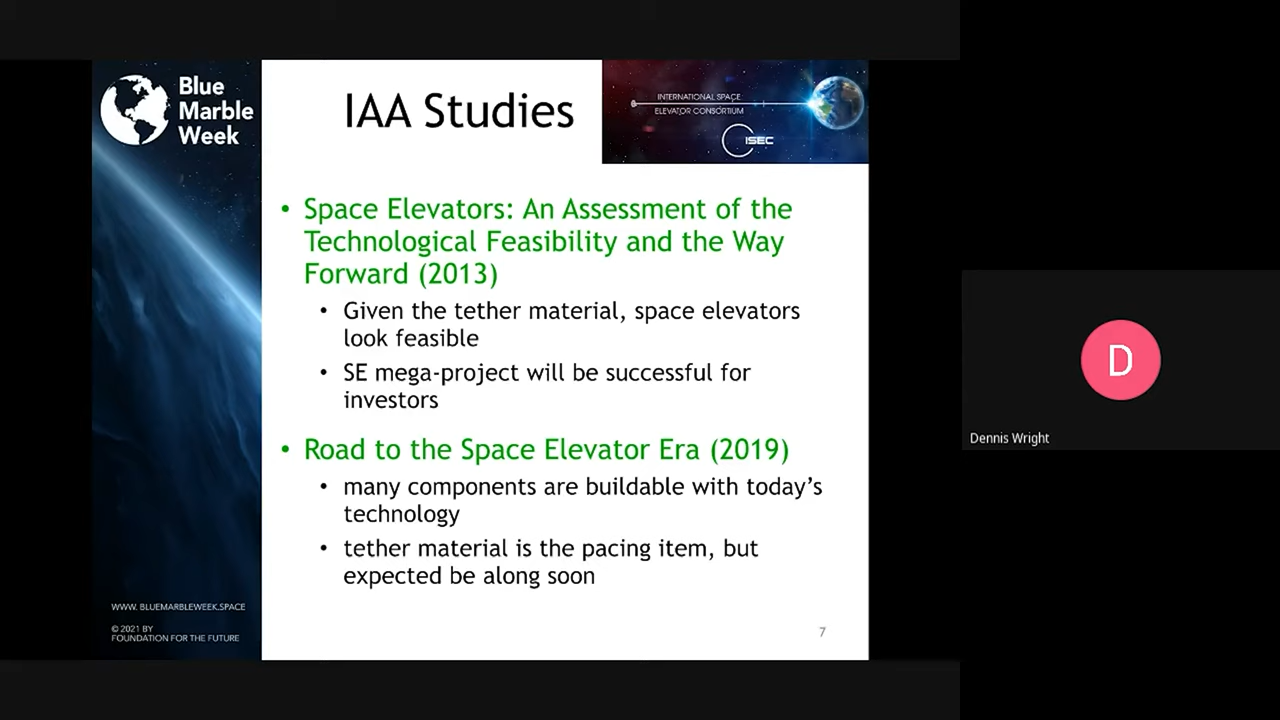 Blue
Marble
Week
IAA Studies
INTERNATIONAL SPACE
ELEVATOR CONSORTIUM
ISEC
• Space Elevators: An Assessment of the
Technological Feasibility and the Way
Forward (2013)
• Given the tether material, space elevators
look feasible
• SE mega-project will be successful for
investors
• Road to the Space Elevator Era (2019)
• many components are buildable with today’s
technology
• tether material is the pacing item, but
expected be along soon
WWW. BLUEMARBLEWEEK.SPACE
© 2021 BY
FOUNDATION FOR THE FUTURE
7
D
Dennis Wright